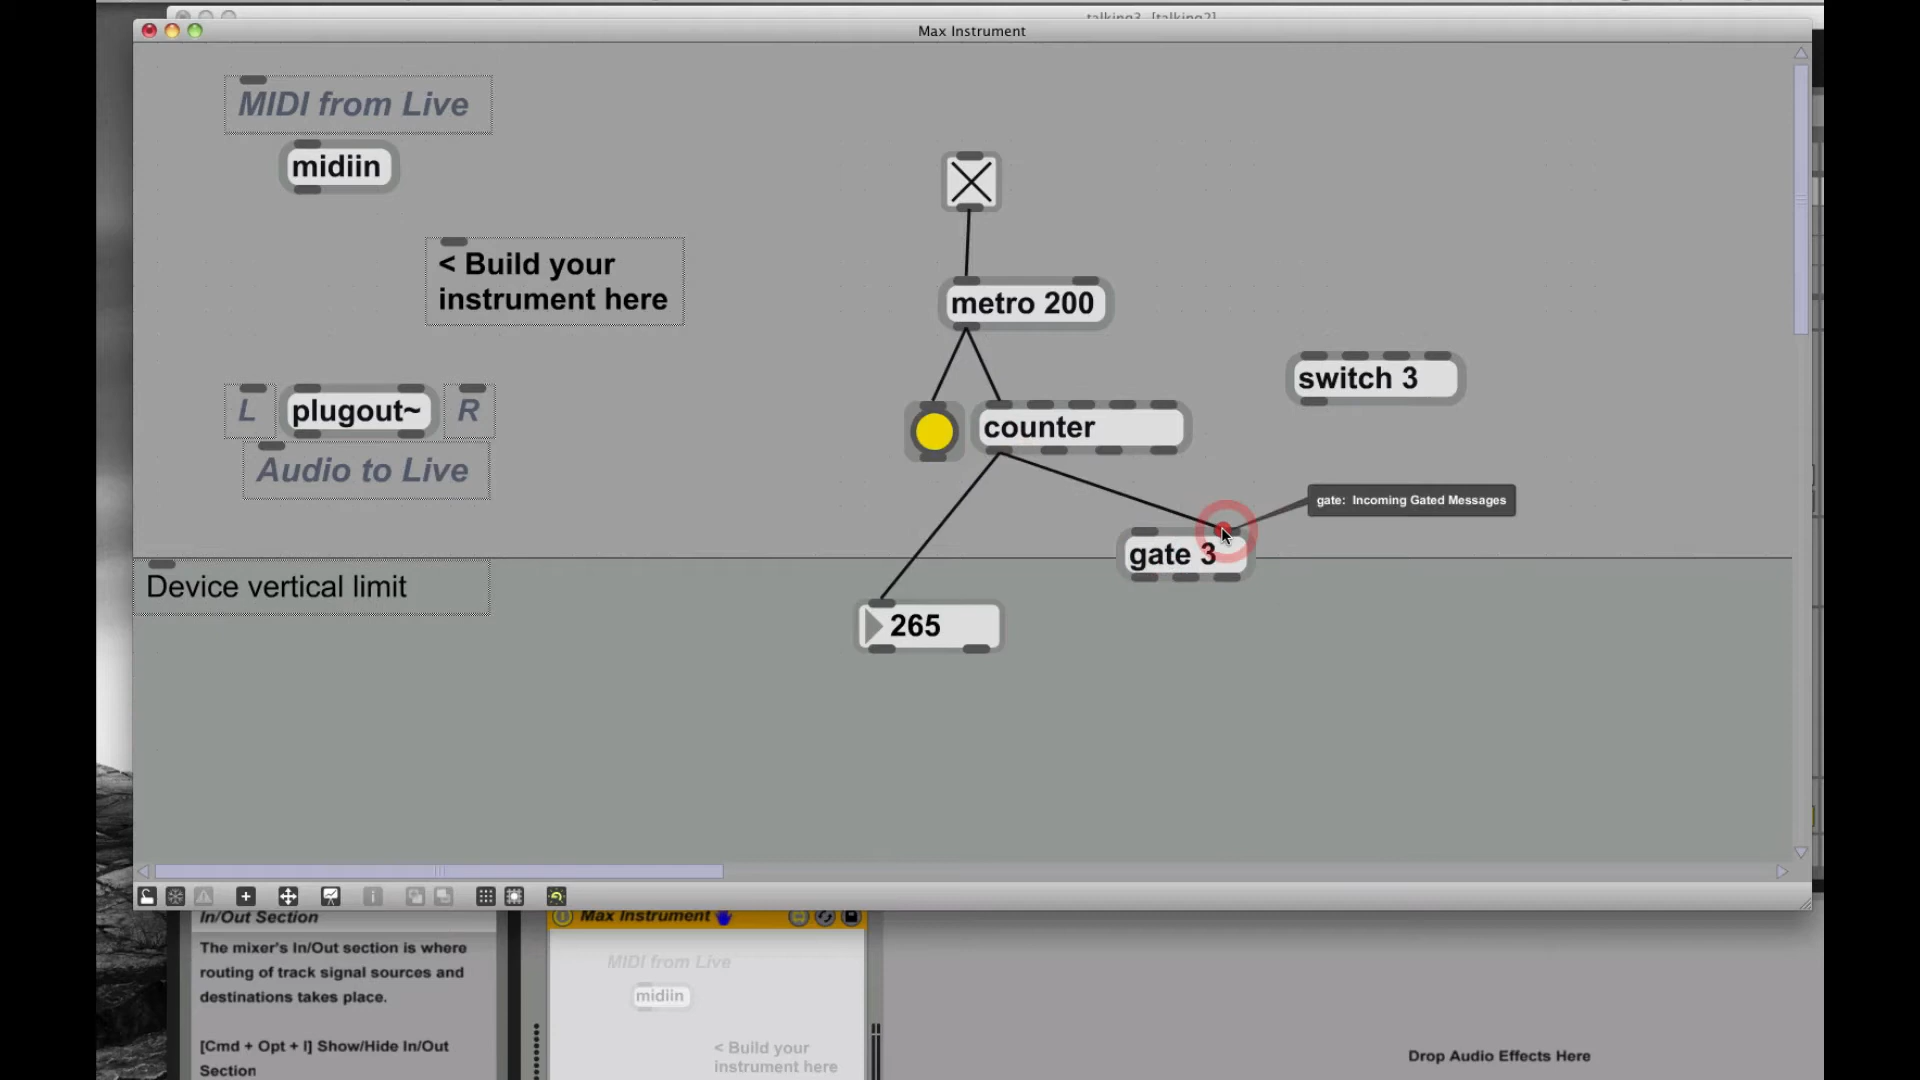 talking3 [talking2]
Max Instrument
MIDI from Live
midiin
< Build your
instrument here
metro 200
switch 3
L
plugout~
R
counter
Audio to Live
gate: Incoming Gated Messages
gate 3
Device vertical limit
265
In/Out Section
The mixer's In/Out section is where
routing of track signal sources and
destinations takes place.
[Cmd + Opt + I] Show/Hide In/Out
Section
Max Instrument
MIDI from Live
midiin
< Build your
instrument here
Drop Audio Effects Here